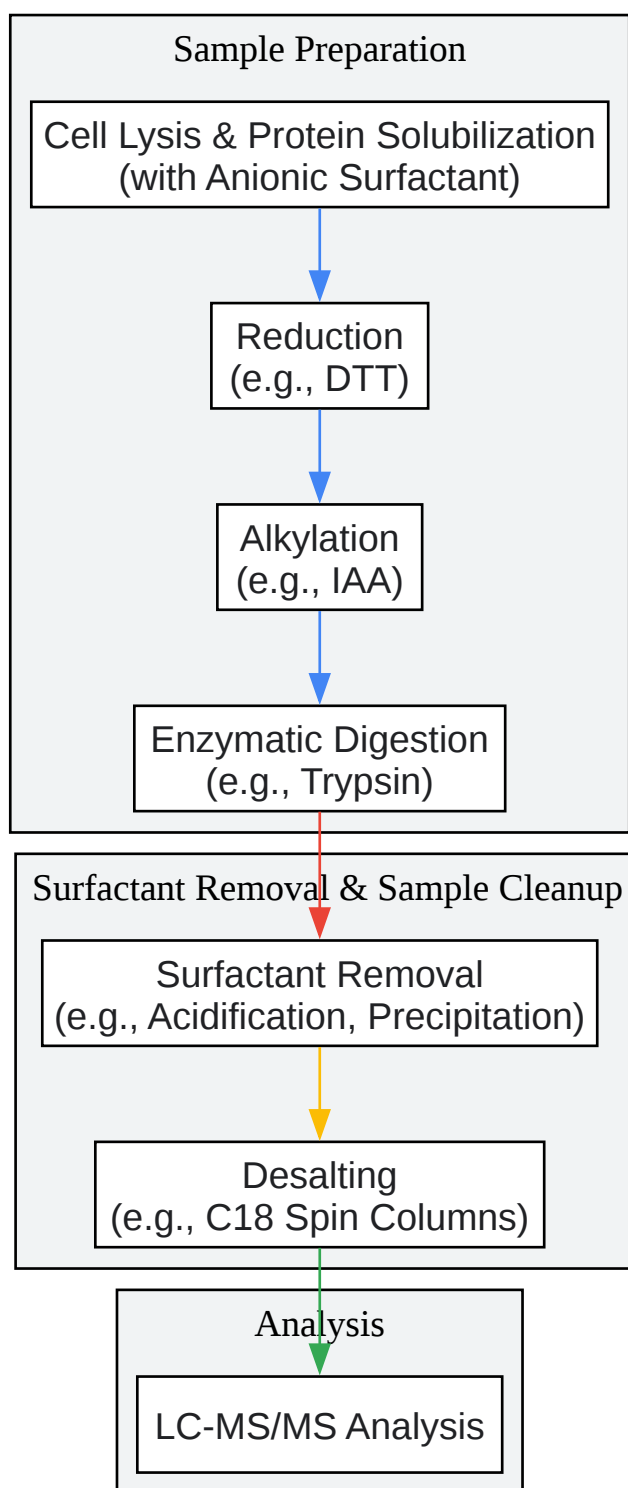 Sample Preparation
Cell Lysis & Protein Solubilization
(with Anionic Surfactant)
Reduction
(e.g., DTT)
Alkylation
(e.g., IAA)
Enzymatic Digestion
(e.g., Trypsin)
Surfactant Removal & Sample Cleanup
Surfactant Removal
(e.g., Acidification, Precipitation)
Desalting
(e.g., C18 Spin Columns)
Analysis
LC-MS/MS Analysis